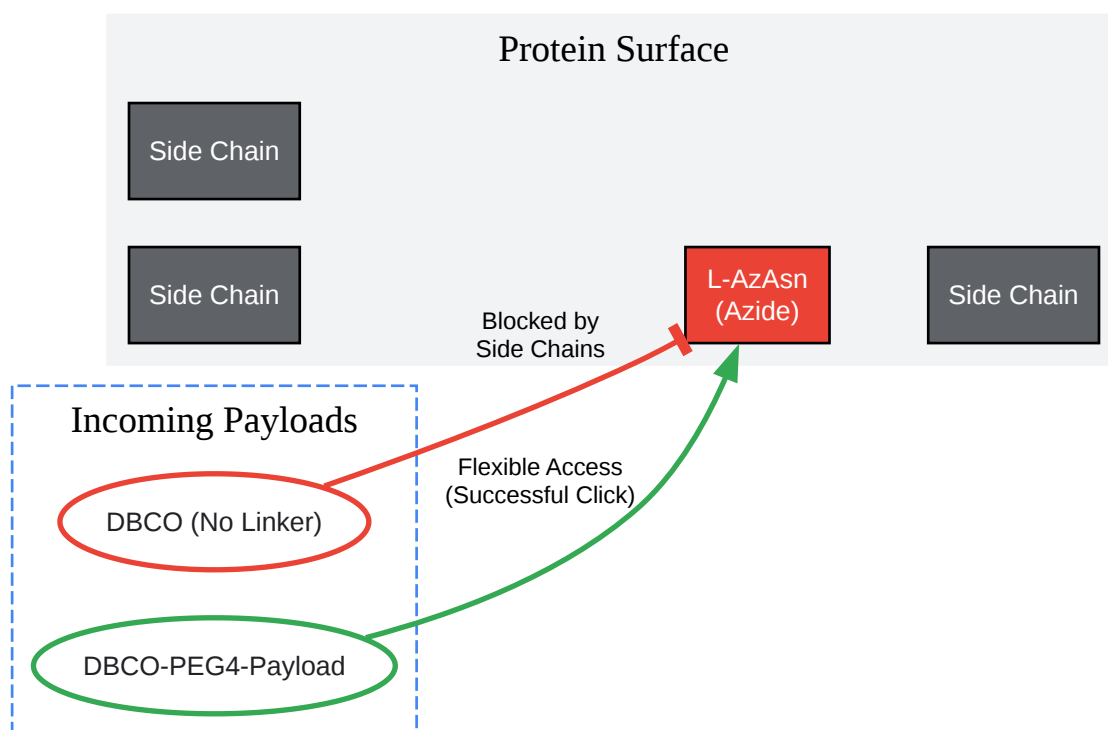 Protein Surface
Side Chain
Side Chain
L-AzAsn
(Azide)
Side Chain
Blocked by
Side Chains
Incoming Payloads
Flexible Access
(Successful Click)
DBCO (No Linker)
DBCO-PEG4-Payload